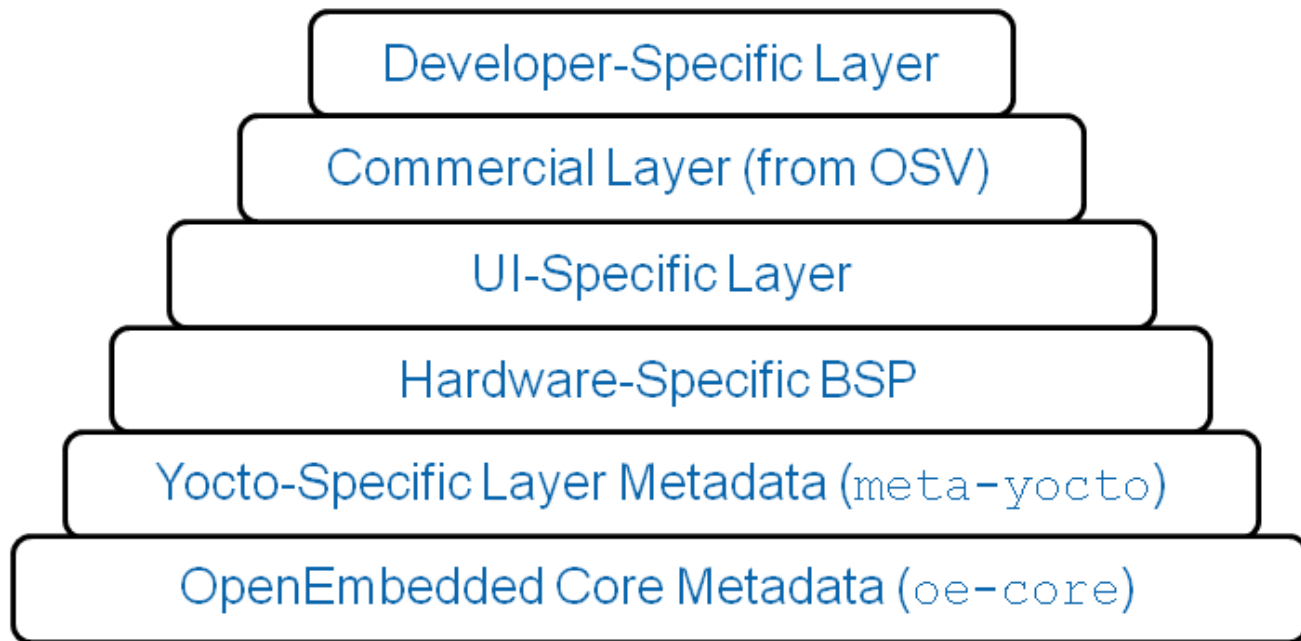 Developer-Specific Layer
Commercial Layer (from OSV)
UI-Specific Layer
Hardware-Specific BSP
Yocto-Specific Layer Metadata (meta-yocto)
OpenEmbedded Core Metadata (oe-core)